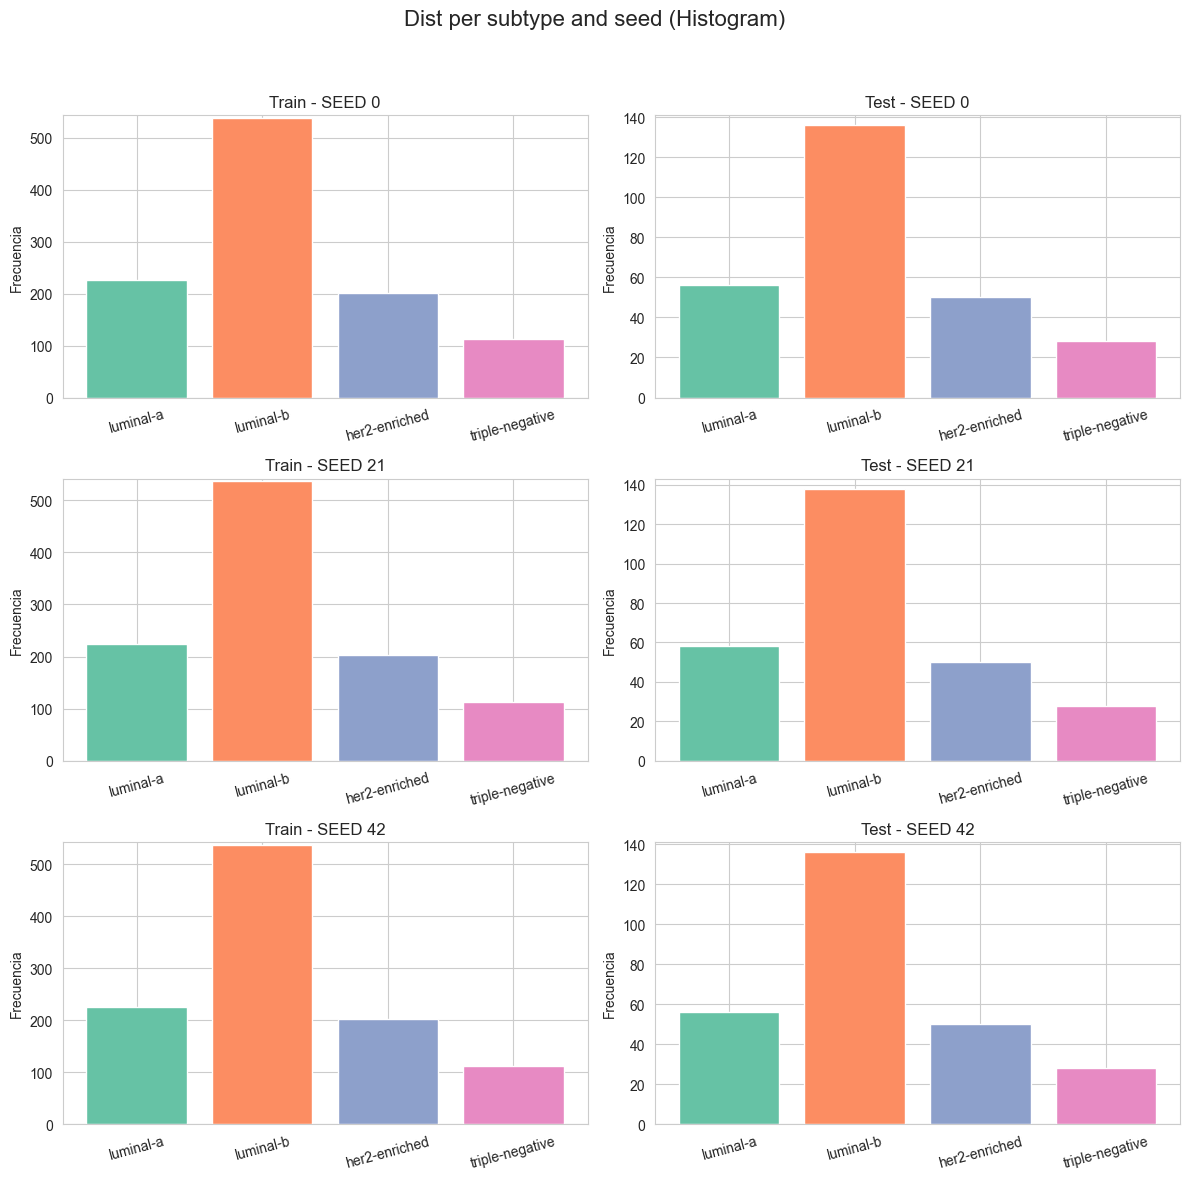 Dist per subtype and seed (Histogram)
Train - SEED 0
500
400
300
200
100
0
Frecuencia
luminal-a luminal-b her2-enriched triple-negative
Test - SEED 0
140
120
100
80
60
40
20
0
Frecuencia
luminal-a luminal-b her2-enriched triple-negative
Train - SEED 21
500
400
300
200
100
0
Frecuencia
luminal-a luminal-b her2-enriched triple-negative
Test - SEED 21
140
120
100
80
60
40
20
0
Frecuencia
luminal-a luminal-b her2-enriched triple-negative
Train - SEED 42
500
400
300
200
100
0
Frecuencia
luminal-a luminal-b her2-enriched triple-negative
Test - SEED 42
140
120
100
80
60
40
20
0
Frecuencia
luminal-a luminal-b her2-enriched triple-negative